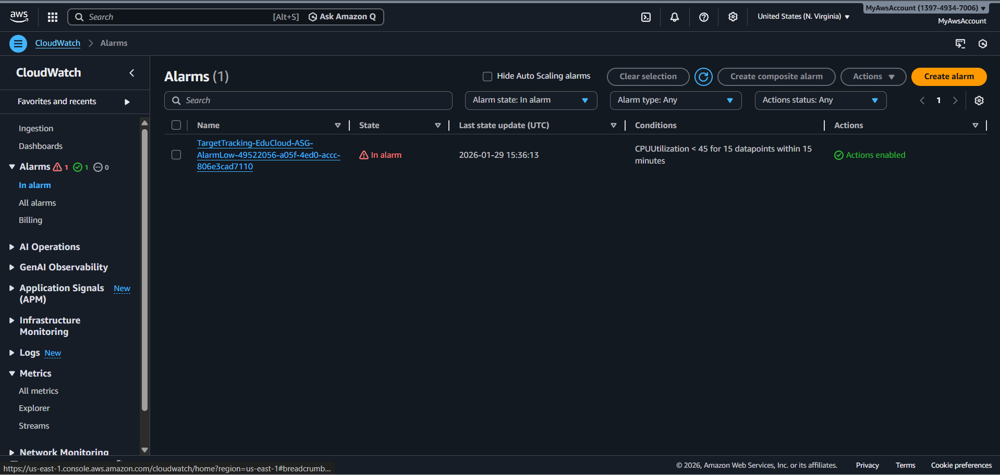 aws
Search [Alt+S] Ask Amazon Q
United States (N. Virginia)
MyAwsAccount (1397-4934-7006)
MyAwsAccount
CloudWatch
Alarms
CloudWatch
Favorites and recents
Ingestion
Dashboards
Alarms 1 1 0
In alarm
All alarms
Billing
AI Operations
GenAI Observability
Application Signals New
(APM)
Infrastructure
Monitoring
Logs New
Metrics
All metrics
Explorer
Streams
Network Monitoring
Alarms (1)
Hide Auto Scaling alarms
Clear selection
Create composite alarm
Actions
Create alarm
Search
Alarm state: In alarm
Alarm type: Any
Actions status: Any
1
Name
State
Last state update (UTC)
Conditions
Actions
TargetTracking-EduCloud-ASG-
AlarmLow-49522056-a05f-4ed0-accc-
806e3cad7110
In alarm
2026-01-29 15:36:13
CPUUtilization < 45 for 15 datapoints within 15
minutes
Actions enabled
https://us-east-1.console.aws.amazon.com/cloudwatch/home?region=us-east-1#breadcrumb...
© 2026, Amazon Web Services, Inc. or its affiliates.
Privacy
Terms
Cookie preferences